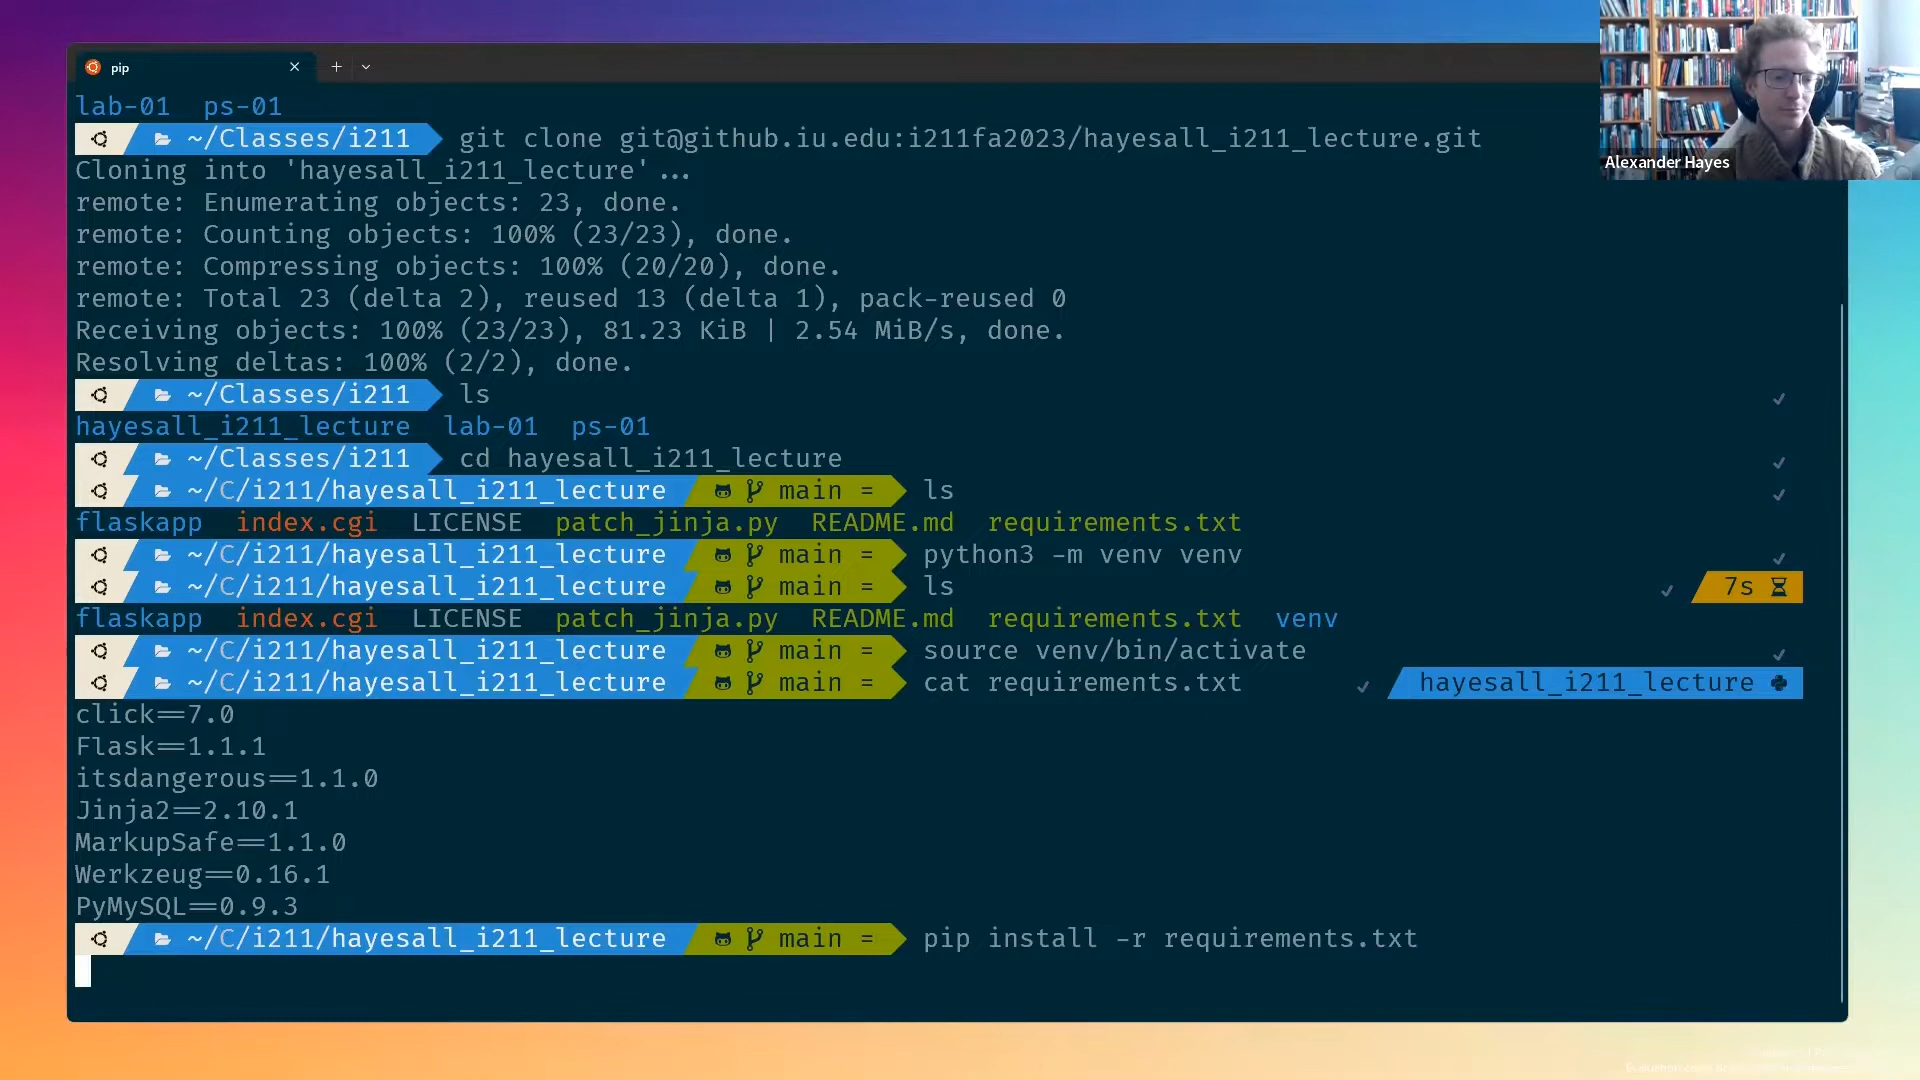 pip
Alexander Hayes
lab-01 ps-01
~/Classes/i211 git clone git@github.iu.edu:i211fa2023/hayesall_i211_lecture.git
Cloning into 'hayesall_i211_lecture'...
remote: Enumerating objects: 23, done.
remote: Counting objects: 100% (23/23), done.
remote: Compressing objects: 100% (20/20), done.
remote: Total 23 (delta 2), reused 13 (delta 1), pack-reused 0
Receiving objects: 100% (23/23), 81.23 KiB | 2.54 MiB/s, done.
Resolving deltas: 100% (2/2), done.
~/Classes/i211 ls
hayesall_i211_lecture lab-01 ps-01
~/Classes/i211 cd hayesall_i211_lecture
~/C/i211/hayesall_i211_lecture main = ls
flaskapp index.cgi LICENSE patch_jinja.py README.md requirements.txt
~/C/i211/hayesall_i211_lecture main = python3 -m venv venv
~/C/i211/hayesall_i211_lecture main = ls 7s
flaskapp index.cgi LICENSE patch_jinja.py README.md requirements.txt venv
~/C/i211/hayesall_i211_lecture main = source venv/bin/activate
~/C/i211/hayesall_i211_lecture main = cat requirements.txt hayesall_i211_lecture
click==7.0
Flask==1.1.1
itsdangerous==1.1.0
Jinja2==2.10.1
MarkupSafe==1.1.0
Werkzeug==0.16.1
PyMySQL==0.9.3
~/C/i211/hayesall_i211_lecture main = pip install -r requirements.txt